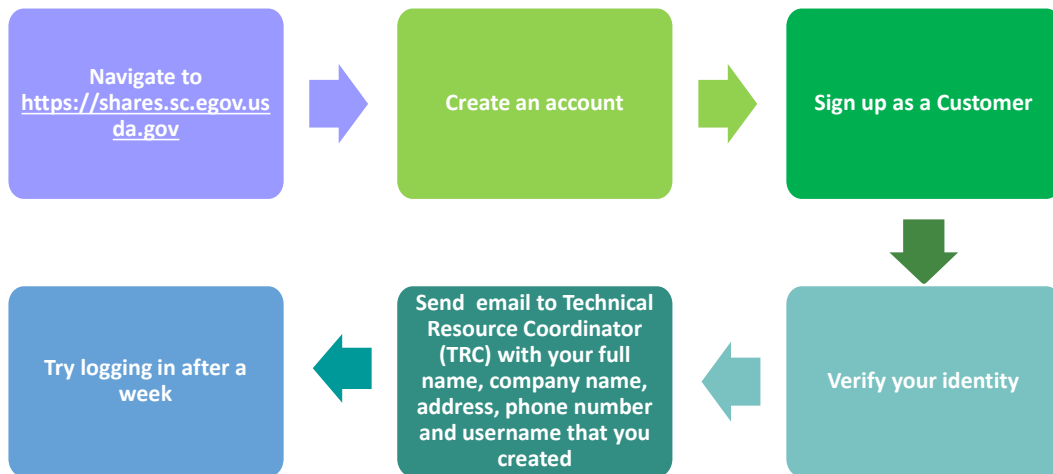 Navigate to
https://shares.sc.egov.us
da.gov
Create an account
Sign up as a Customer
Verify your identity
Send email to Technical
Resource Coordinator
(TRC) with your full
name, company name,
address, phone number
and username that you
created
Try logging in after a
week